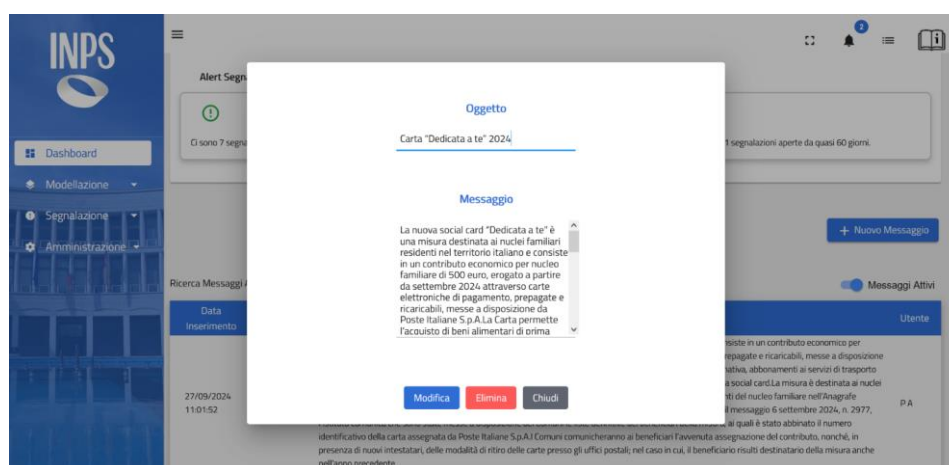 INPS
2
i
Alert Segn
Oggetto
Carta "Dedicata a te" 2024
Ci sono 7 segna
1 segnalazioni aperte da quasi 60 giorni.
Dashboard
Modellazione
Segnalazione
Amministrazione
Messaggio
La nuova social card "Dedicata a te" è
una misura destinata ai nuclei familiari
residenti nel territorio italiano e consiste
in un contributo economico per nucleo
familiare di 500 euro, erogato a partire
da settembre 2024 attraverso carte
elettroniche di pagamento, prepagate e
ricaricabili, messe a disposizione da
Poste Italiane S.p.A.La Carta permette
l'acquisto di beni alimentari di prima
+ Nuovo Messaggio
Ricerca Messaggi
Messaggi Attivi
Data
Inserimento
Utente
Modifica
Elimina
Chiudi
27/09/2024
11:01:52
nsiste in un contributo economico per
repagate e ricaricabili, messe a disposizione
nativa, abbonamenti ai servizi di trasporto
a social card.La misura è destinata ai nuclei
nti del nucleo familiare nell'Anagrafe
l messaggio 6 settembre 2024, n. 2977,
ai quali è stato abbinato il numero
identificativo della carta assegnata da Poste Italiane S.p.A.I Comuni comunicheranno ai beneficiari l'avvenuta assegnazione del contributo, nonché, in
presenza di nuovi intestatari, delle modalità di ritiro delle carte presso gli uffici postali; nel caso in cui, il beneficiario risulti destinatario della misura anche
nell'anno precedente
P A